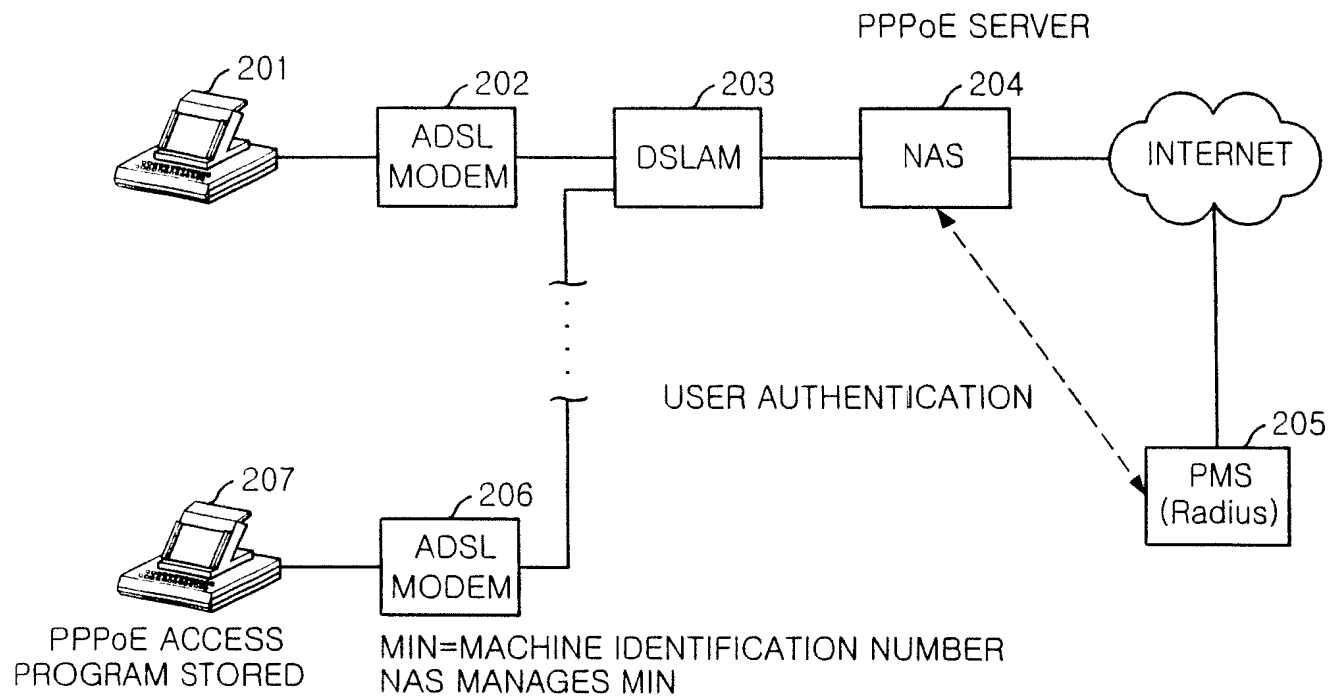 PPPoE SERVER
201
202
203
204
ADSL
MODEM
DSLAM
NAS
INTERNET
USER AUTHENTICATION
205
PMS
(Radius)
207
206
ADSL
MODEM
PPPoE ACCESS
PROGRAM STORED
MIN=MACHINE IDENTIFICATION NUMBER
NAS MANAGES MIN